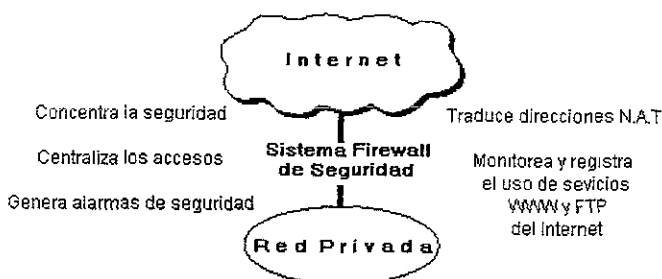 Internet
Concentra la seguridad
Traduce direcciones N.A.T
Centraliza los accesos
Sistema Firewall
de Seguridad
Monitorea y registra
el uso de sevicios
WWW y FTP
del Internet
Genera alarmas de seguridad
Red Privada